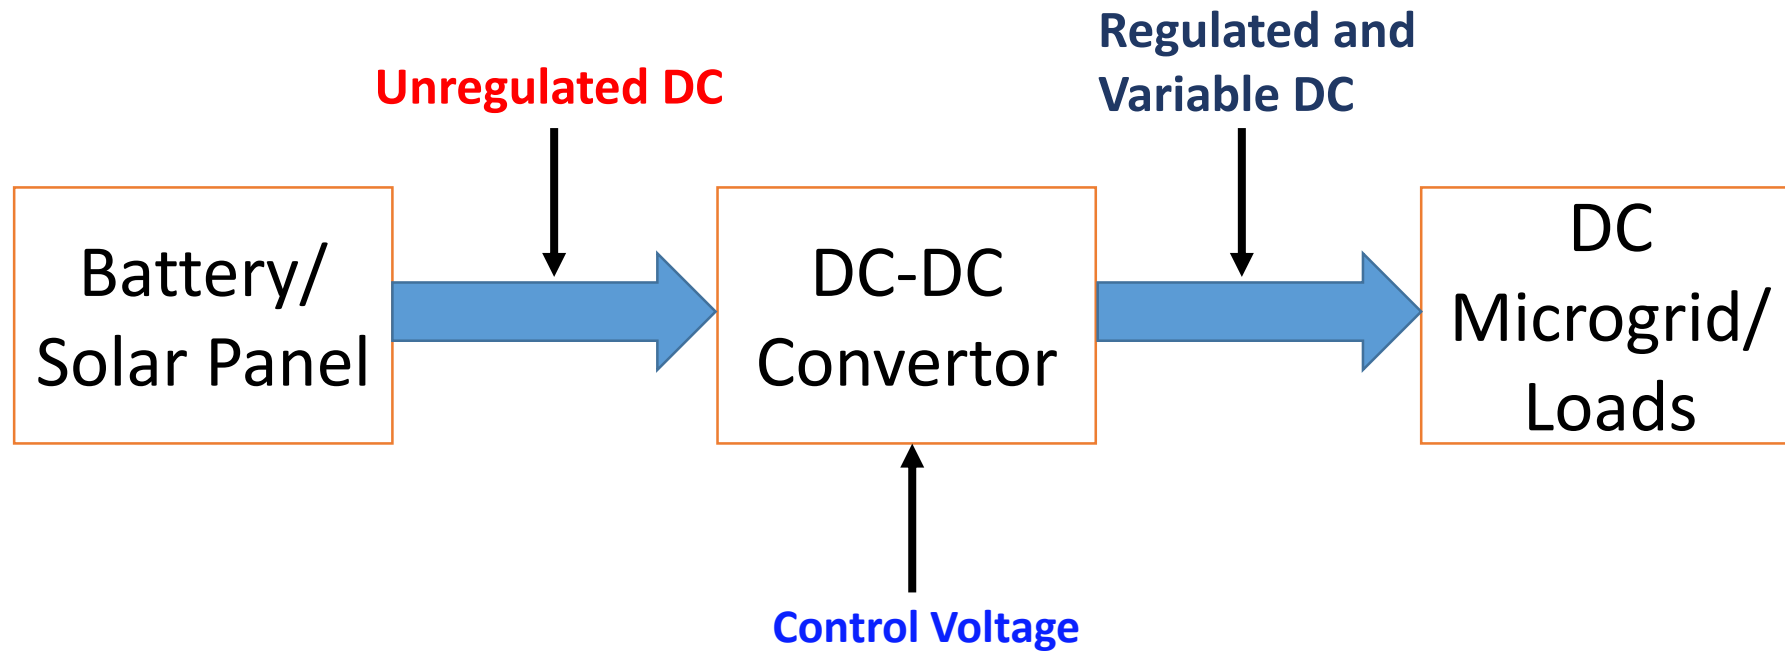 Unregulated DC
Regulated and
Variable DC
Battery/
Solar Panel
DC-DC
Convertor
DC
Microgrid/
Loads
Control Voltage